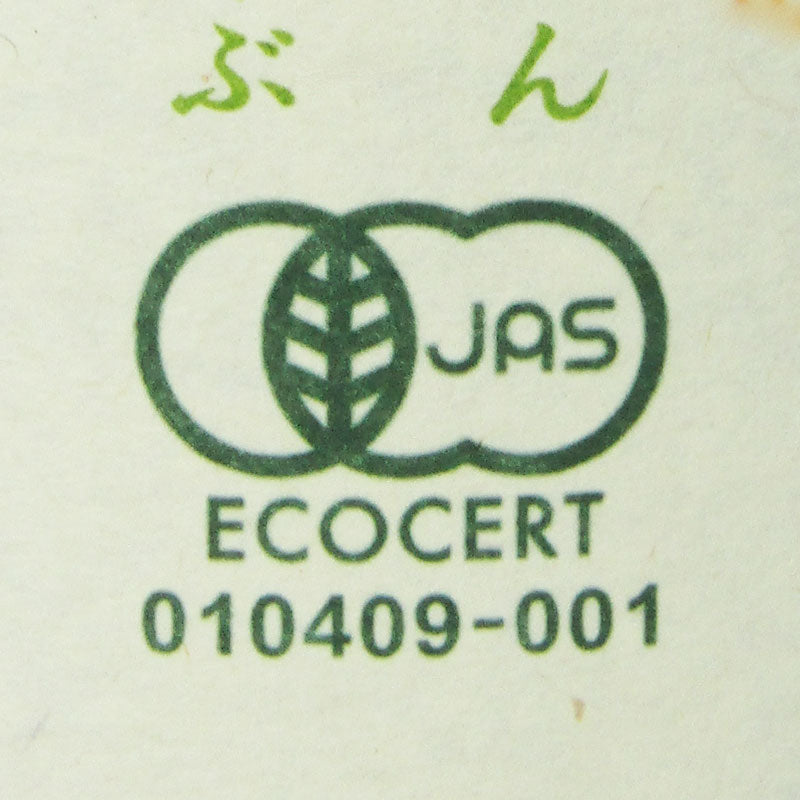 ぶん
JAS
ECOCERT
010409-001